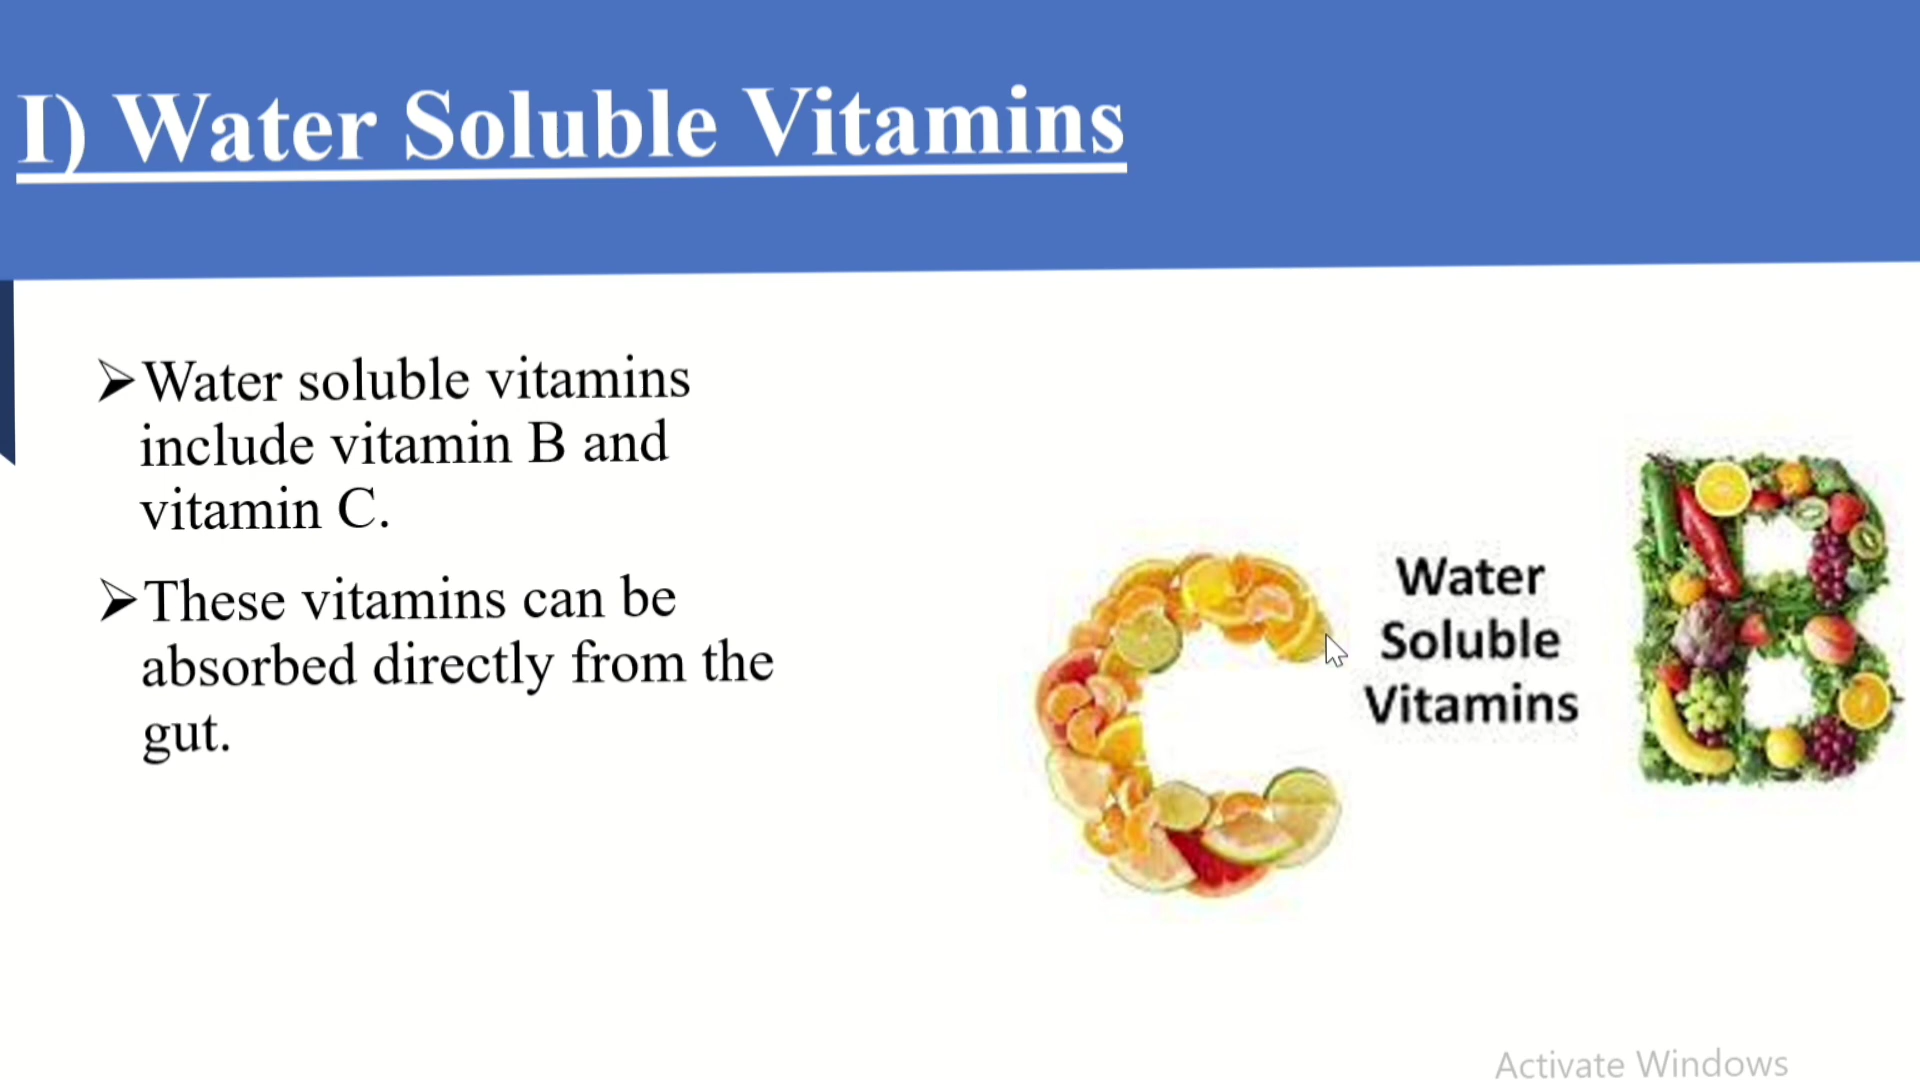 I) Water Soluble Vitamins
➢Water soluble vitamins
include vitamin B and
vitamin C.
➢These vitamins can be
absorbed directly from the
gut.
Water
Soluble
Vitamins
Activate Windows